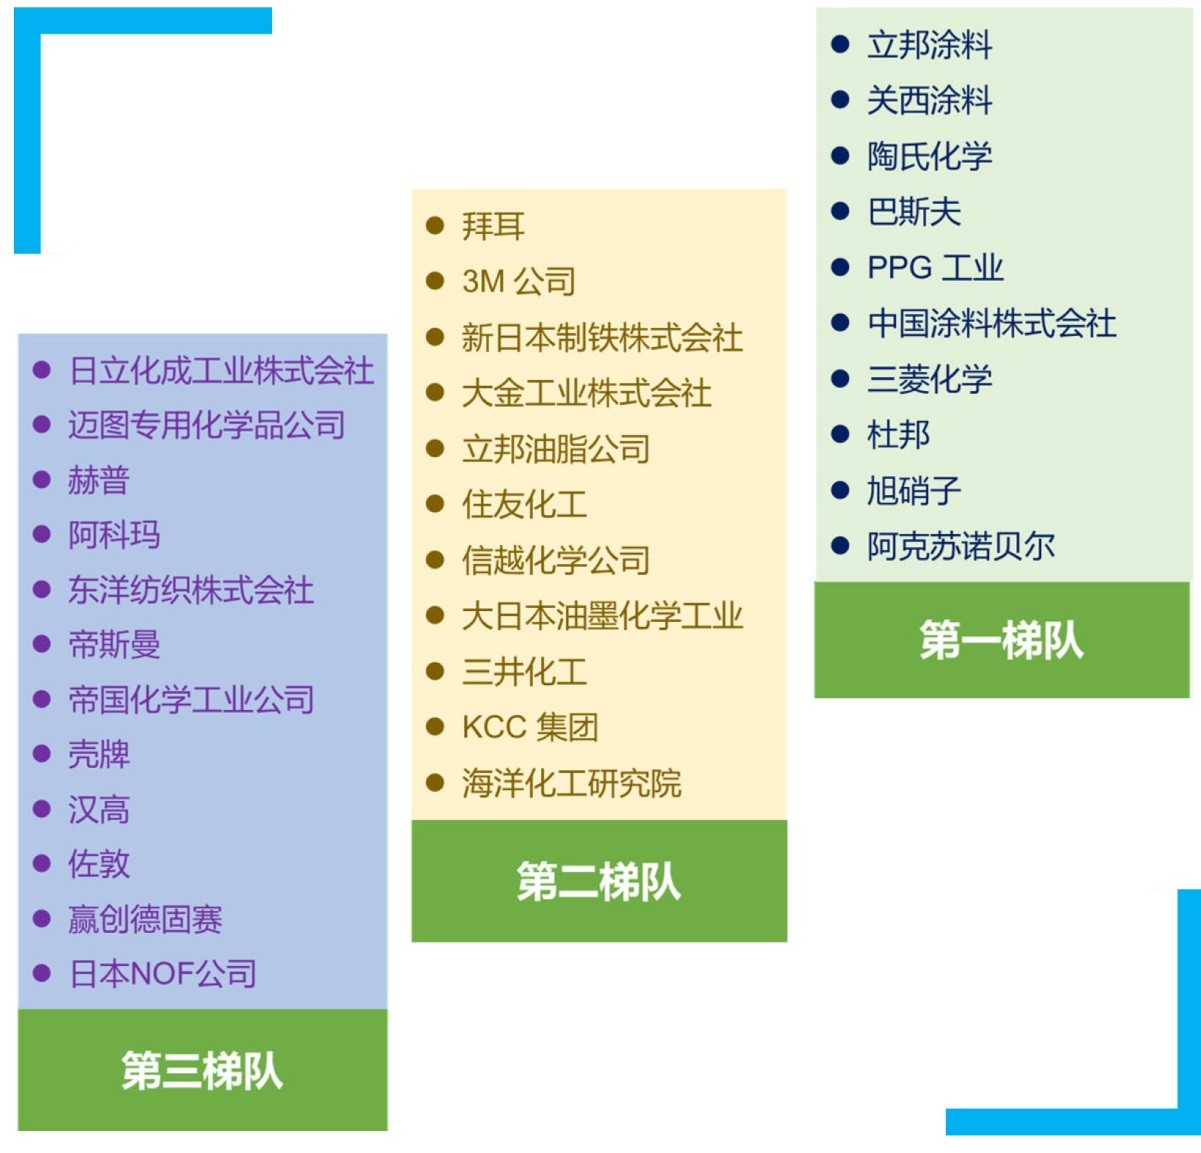 立邦涂料
关西涂料
陶氏化学
巴斯夫
PPG 工业
中国涂料株式会社
三菱化学
杜邦
旭硝子
阿克苏诺贝尔
第一梯队
拜耳
3M 公司
新日本制铁株式会社
大金工业株式会社
立邦油脂公司
住友化工
信越化学公司
大日本油墨化学工业
三井化工
KCC 集团
海洋化工研究院
第二梯队
日立化成工业株式会社
迈图专用化学品公司
赫普
阿科玛
东洋纺织株式会社
帝斯曼
帝国化学工业公司
壳牌
汉高
佐敦
赢创德固赛
日本NOF公司
第三梯队